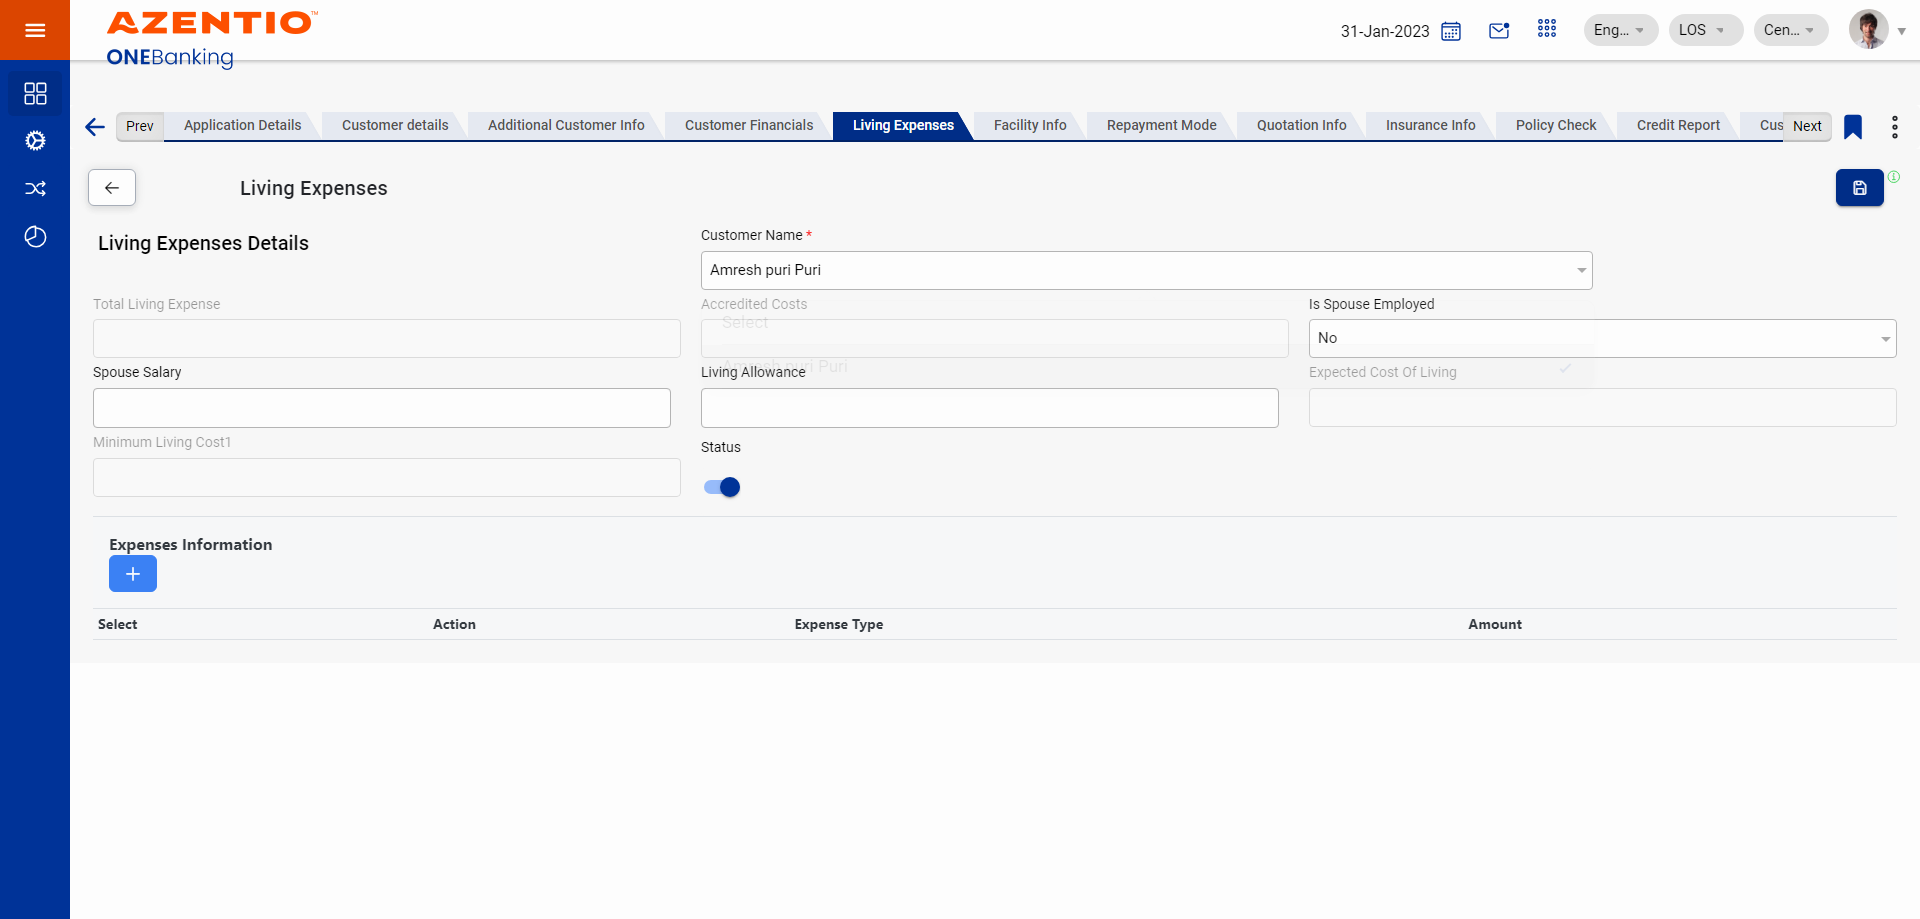 AZENTIO™
ONEBanking
31-Jan-2023
Eng...
LOS
Cen...
Prev
Application Details
Customer details
Additional Customer Info
Customer Financials
Living Expenses
Facility Info
Repayment Mode
Quotation Info
Insurance Info
Policy Check
Credit Report
Cus
Next
Living Expenses
Living Expenses Details
Customer Name *
Amresh puri Puri
Total Living Expense
Accredited Costs
Is Spouse Employed
Select
No
Amresh puri Puri
Spouse Salary
Living Allowance
Expected Cost Of Living
Minimum Living Cost1
Status
Expenses Information
Select
Action
Expense Type
Amount